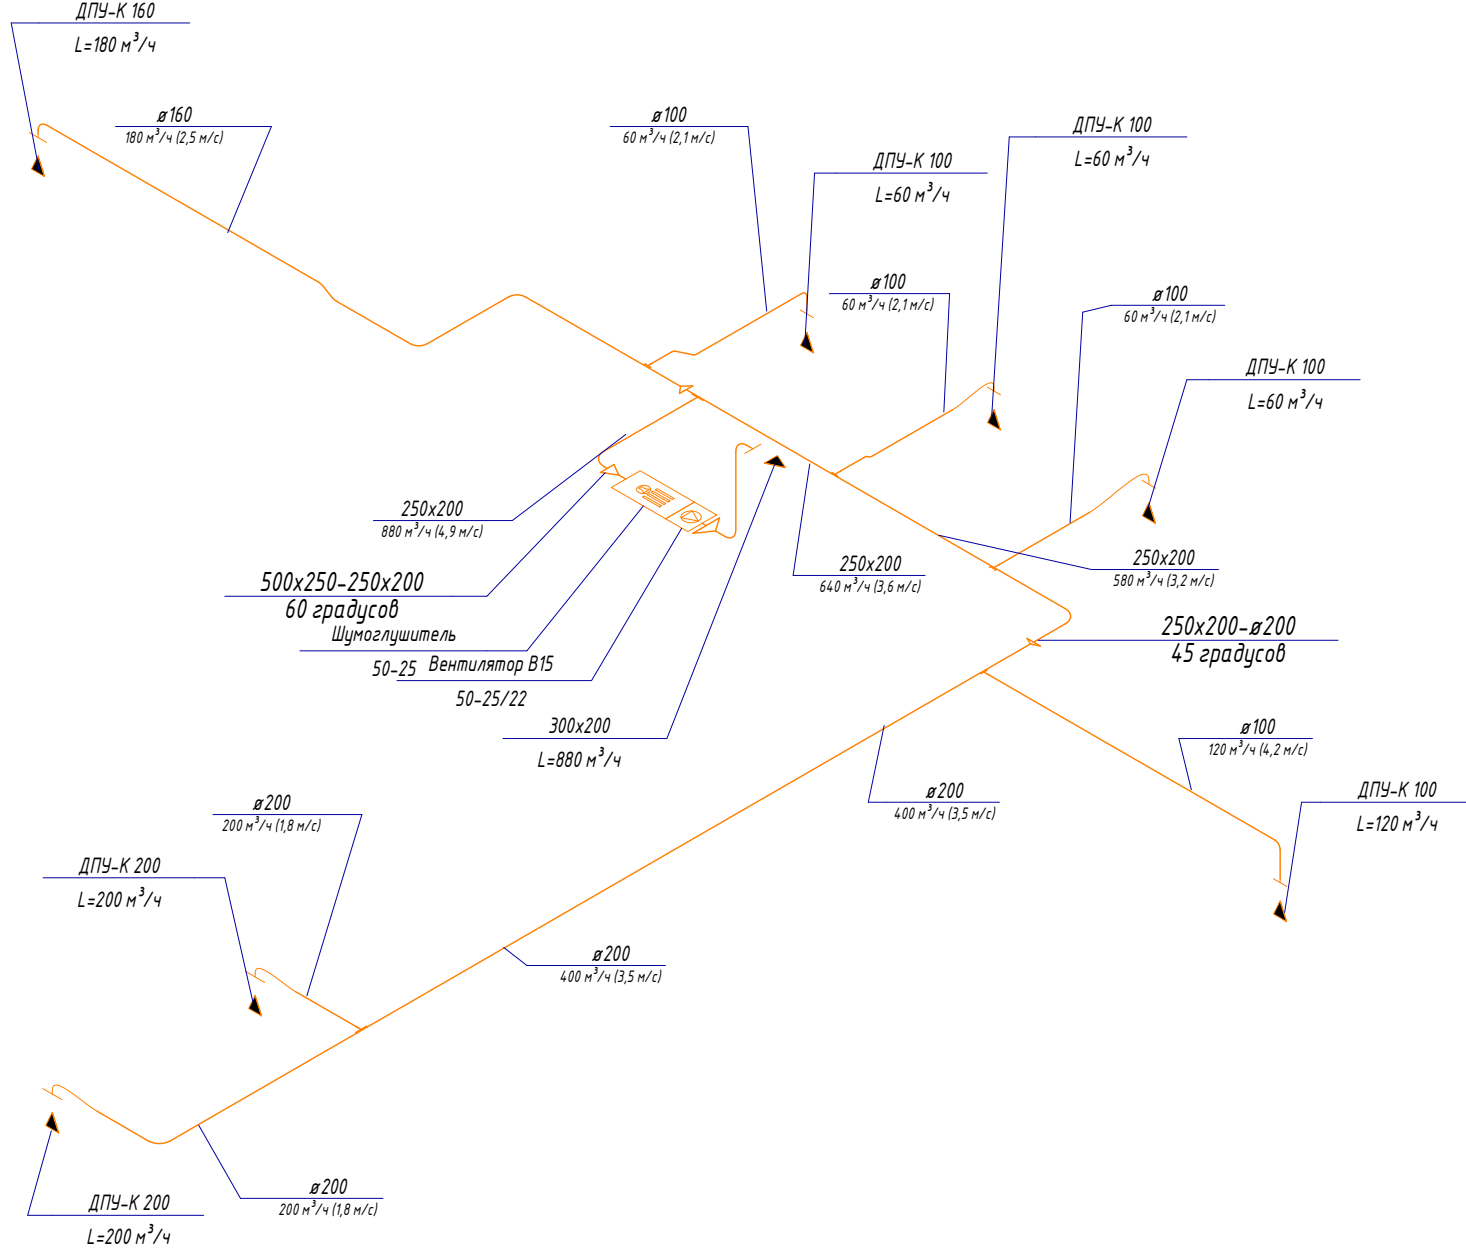 ДПУ-К 160
L=180 м³/ч
ø160
180 м³/ч (2,5 м/с)
ø100
60 м³/ч (2,1 м/с)
ДПУ-К 100
L=60 м³/ч
ДПУ-К 100
L=60 м³/ч
ø100
60 м³/ч (2,1 м/с)
ø100
60 м³/ч (2,1 м/с)
ДПУ-К 100
L=60 м³/ч
250х200
880 м³/ч (4,9 м/с)
250х200
640 м³/ч (3,6 м/с)
250х200
580 м³/ч (3,2 м/с)
500х250-250х200
60 градусов
Шумоглушитель
50-25
Вентилятор В15
50-25/22
250х200-ø200
45 градусов
300х200
L=880 м³/ч
ø100
120 м³/ч (4,2 м/с)
ДПУ-К 100
L=120 м³/ч
ø200
400 м³/ч (3,5 м/с)
ø200
200 м³/ч (1,8 м/с)
ДПУ-К 200
L=200 м³/ч
ø200
400 м³/ч (3,5 м/с)
ø200
200 м³/ч (1,8 м/с)
ДПУ-К 200
L=200 м³/ч